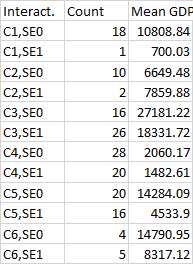 Interact. Count Mean GDP
C1,SE0 18 10808.84
C1,SE1 1 700.03
C2,SE0 10 6649.48
C2,SE1 2 7859.88
C3,SE0 16 27181.22
C3,SE1 26 18331.72
C4,SE0 28 2060.17
C4,SE1 20 1482.61
C5,SE0 20 14284.09
C5,SE1 16 4533.9
C6,SE0 4 14790.95
C6,SE1 5 8317.12